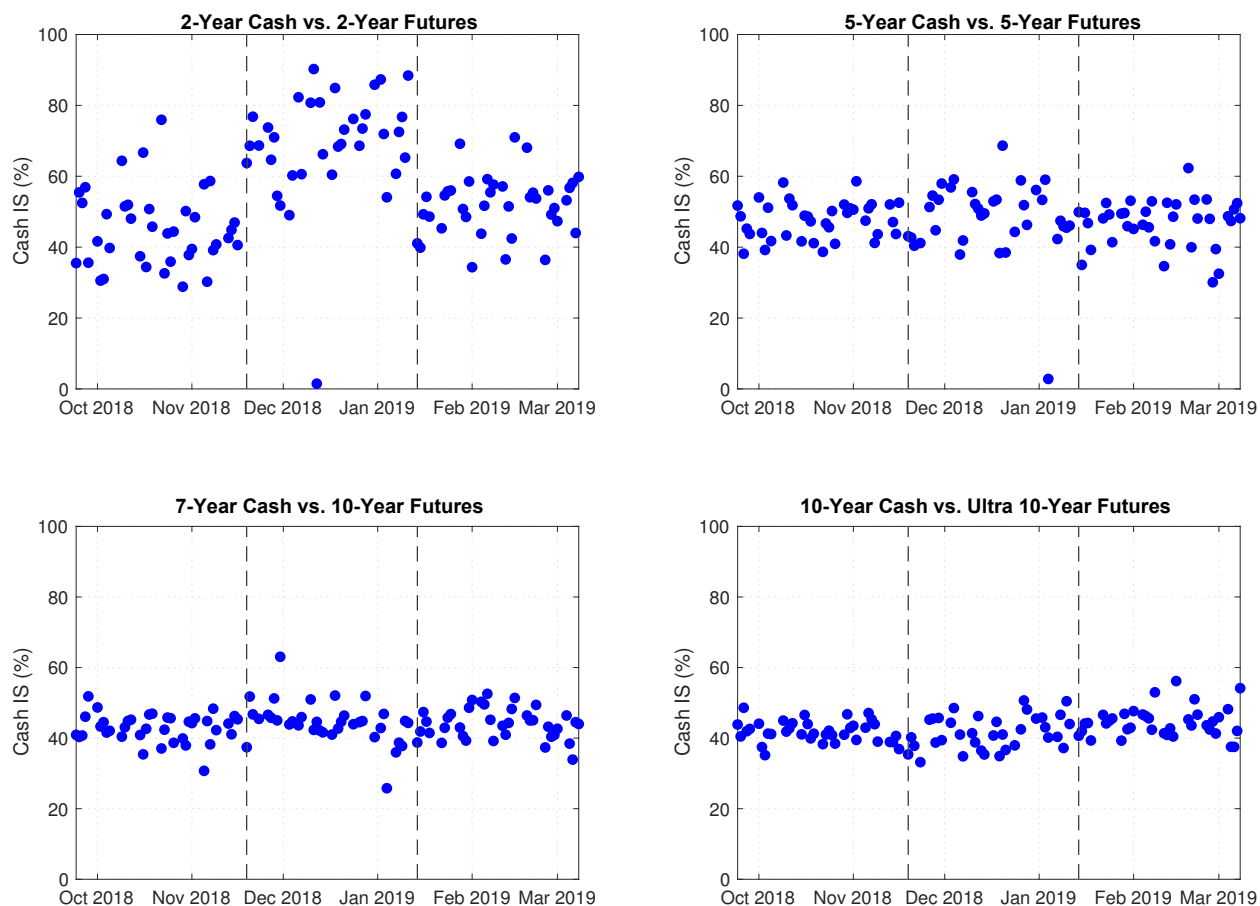 2-Year Cash vs. 2-Year Futures
Cash IS (%)
100
80
60
40
20
0
Oct 2018 Nov 2018 Dec 2018 Jan 2019 Feb 2019 Mar 2019
5-Year Cash vs. 5-Year Futures
Cash IS (%)
100
80
60
40
20
0
Oct 2018 Nov 2018 Dec 2018 Jan 2019 Feb 2019 Mar 2019
7-Year Cash vs. 10-Year Futures
Cash IS (%)
100
80
60
40
20
0
Oct 2018 Nov 2018 Dec 2018 Jan 2019 Feb 2019 Mar 2019
10-Year Cash vs. Ultra 10-Year Futures
Cash IS (%)
100
80
60
40
20
0
Oct 2018 Nov 2018 Dec 2018 Jan 2019 Feb 2019 Mar 2019